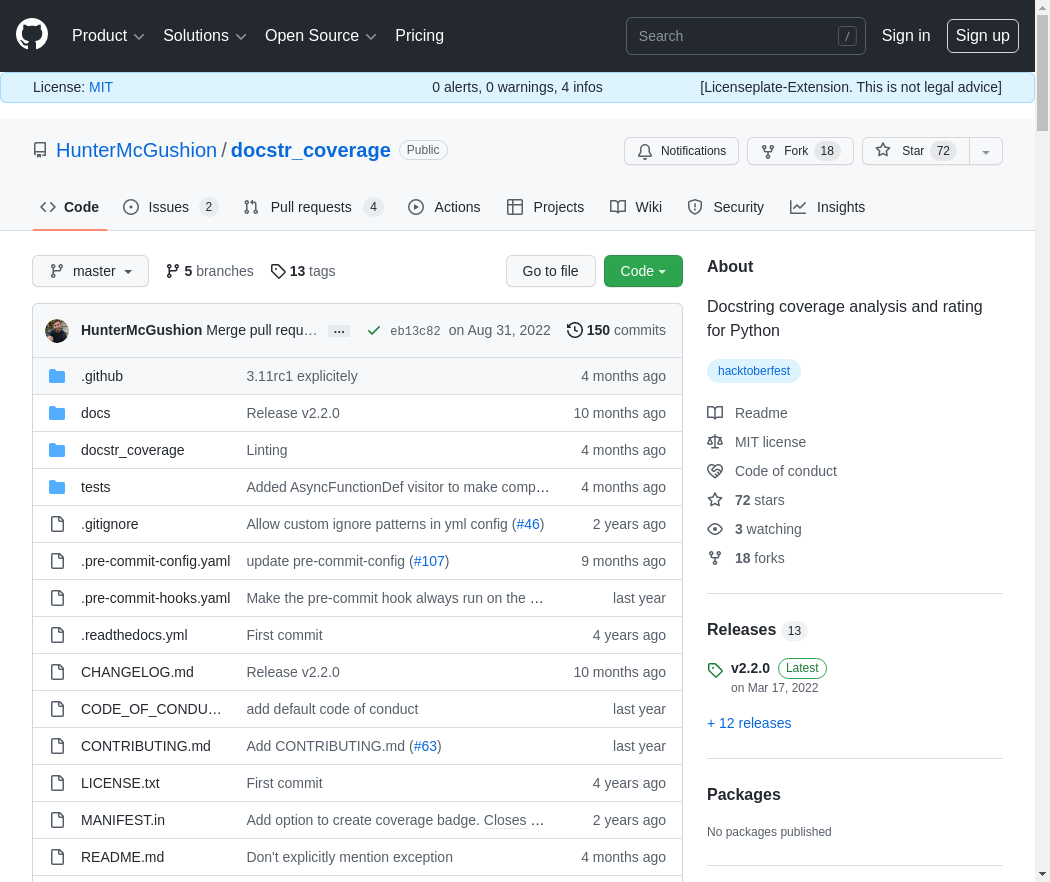 Product Solutions Open Source Pricing Search / Sign in Sign up
License: MIT 0 alerts, 0 warnings, 4 infos [Licenseplate-Extension. This is not legal advice]
HunterMcGushion / docstr_coverage Public Notifications Fork 18 Star 72
Code Issues 2 Pull requests 4 Actions Projects Wiki Security Insights
master 5 branches 13 tags Go to file Code
HunterMcGushion Merge pull requ… … eb13c82 on Aug 31, 2022 150 commits
.github 3.11rc1 explicitely 4 months ago
docs Release v2.2.0 10 months ago
docstr_coverage Linting 4 months ago
tests Added AsyncFunctionDef visitor to make comp… 4 months ago
.gitignore Allow custom ignore patterns in yml config (#46) 2 years ago
.pre-commit-config.yaml update pre-commit-config (#107) 9 months ago
.pre-commit-hooks.yaml Make the pre-commit hook always run on the … last year
.readthedocs.yml First commit 4 years ago
CHANGELOG.md Release v2.2.0 10 months ago
CODE_OF_CONDU… add default code of conduct last year
CONTRIBUTING.md Add CONTRIBUTING.md (#63) last year
LICENSE.txt First commit 4 years ago
MANIFEST.in Add option to create coverage badge. Closes … 2 years ago
README.md Don't explicitly mention exception 4 months ago
About
Docstring coverage analysis and rating
for Python
hacktoberfest
Readme
MIT license
Code of conduct
72 stars
3 watching
18 forks
Releases 13
v2.2.0 Latest
on Mar 17, 2022
+ 12 releases
Packages
No packages published